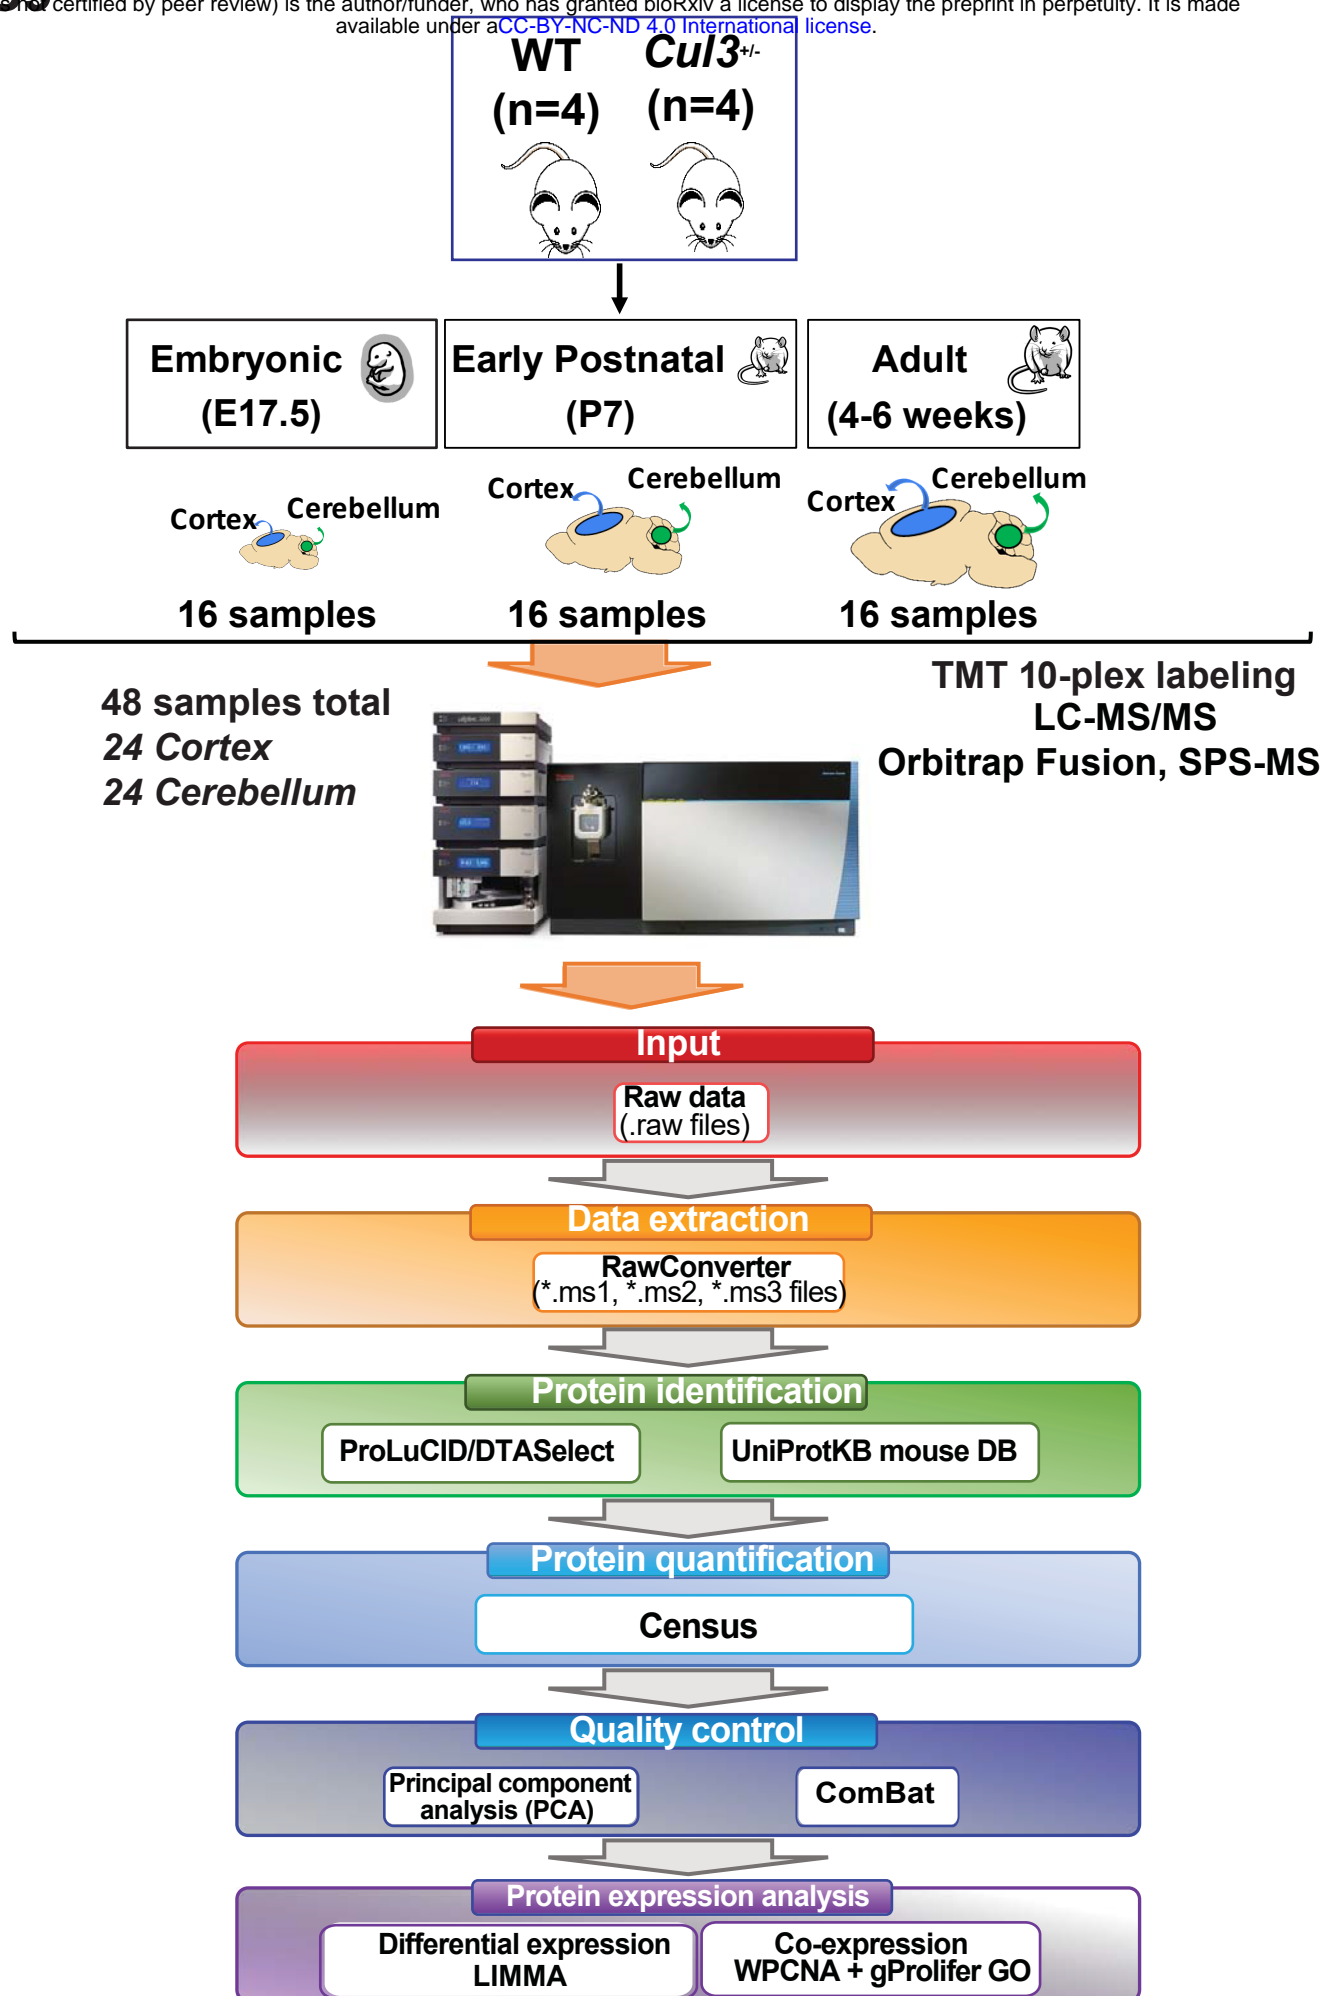 s not certified by peer review) is the author/funder, who has granted bioRxiv a license to display the preprint in perpetuity. It is made
available under aCC-BY-NC-ND 4.0 International license.
WT Cul3+/-
(n=4) (n=4)
Embryonic
(E17.5)
Early Postnatal
(P7)
Adult
(4-6 weeks)
Cortex Cerebellum
Cortex Cerebellum
Cortex Cerebellum
16 samples 16 samples 16 samples
48 samples total
24 Cortex
24 Cerebellum
TMT 10-plex labeling
LC-MS/MS
Orbitrap Fusion, SPS-MS
Input
Raw data
(.raw files)
Data extraction
RawConverter
(*.ms1, *.ms2, *.ms3 files)
Protein identification
ProLuCID/DTASelect UniProtKB mouse DB
Protein quantification
Census
Quality control
Principal component
analysis (PCA)
ComBat
Protein expression analysis
Differential expression
LIMMA
Co-expression
WPCNA + gProlifer GO